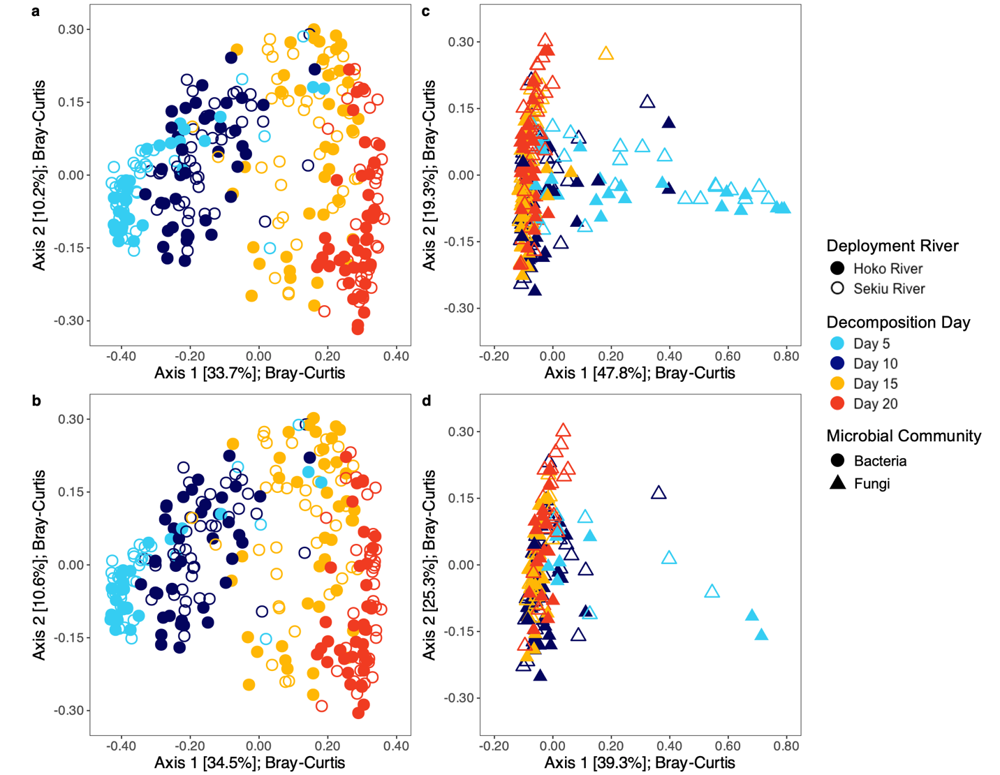 a
0.30
0.15
0.00
-0.15
-0.30
Axis 2 [10.2%]; Bray-Curtis
-0.40
-0.20
0.00
0.20
0.40
Axis 1 [33.7%]; Bray-Curtis
c
0.30
0.15
0.00
-0.15
-0.30
Axis 2 [19.3%]; Bray-Curtis
-0.20
0.00
0.20
0.40
0.60
0.80
Axis 1 [47.8%]; Bray-Curtis
b
0.30
0.15
0.00
-0.15
-0.30
Axis 2 [10.6%]; Bray-Curtis
-0.40
-0.20
0.00
0.20
0.40
Axis 1 [34.5%]; Bray-Curtis
d
0.30
0.15
0.00
-0.15
-0.30
Axis 2 [25.3%]; Bray-Curtis
-0.20
0.00
0.20
0.40
0.60
0.80
Axis 1 [39.3%]; Bray-Curtis
Deployment River
Hoko River
Sekiu River
Decomposition Day
Day 5
Day 10
Day 15
Day 20
Microbial Community
Bacteria
Fungi